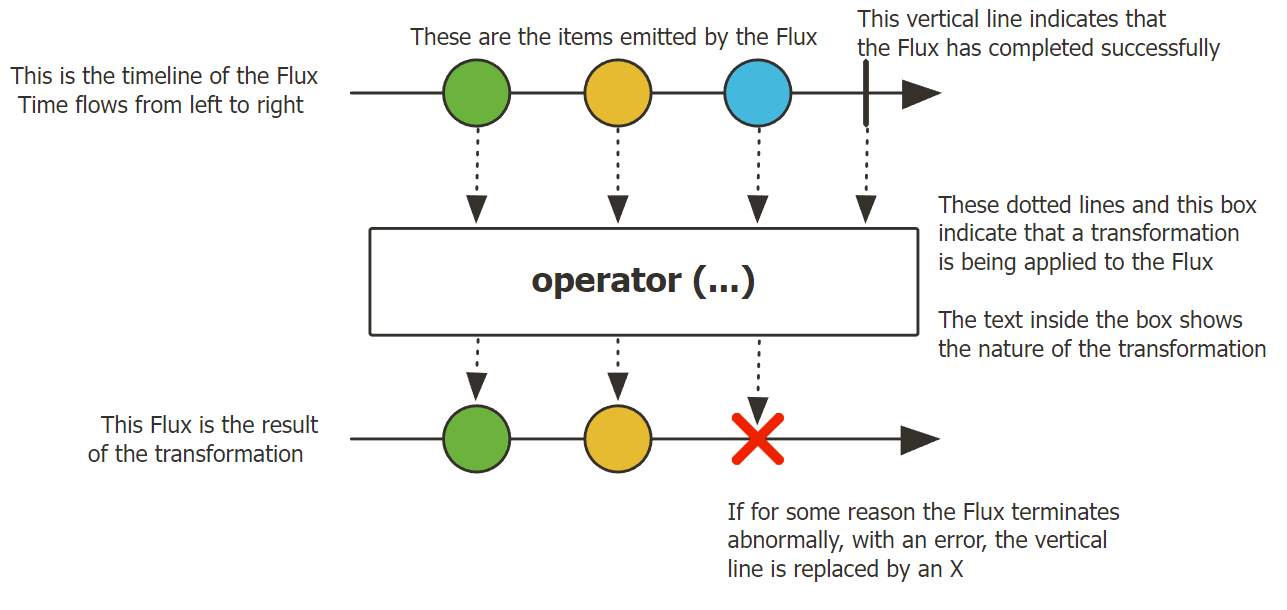 These are the items emitted by the Flux
This vertical line indicates that
the Flux has completed successfully
This is the timeline of the Flux
Time flows from left to right
These dotted lines and this box
indicate that a transformation
is being applied to the Flux
operator (...)
The text inside the box shows
the nature of the transformation
This Flux is the result
of the transformation
If for some reason the Flux terminates
abnormally, with an error, the vertical
line is replaced by an X